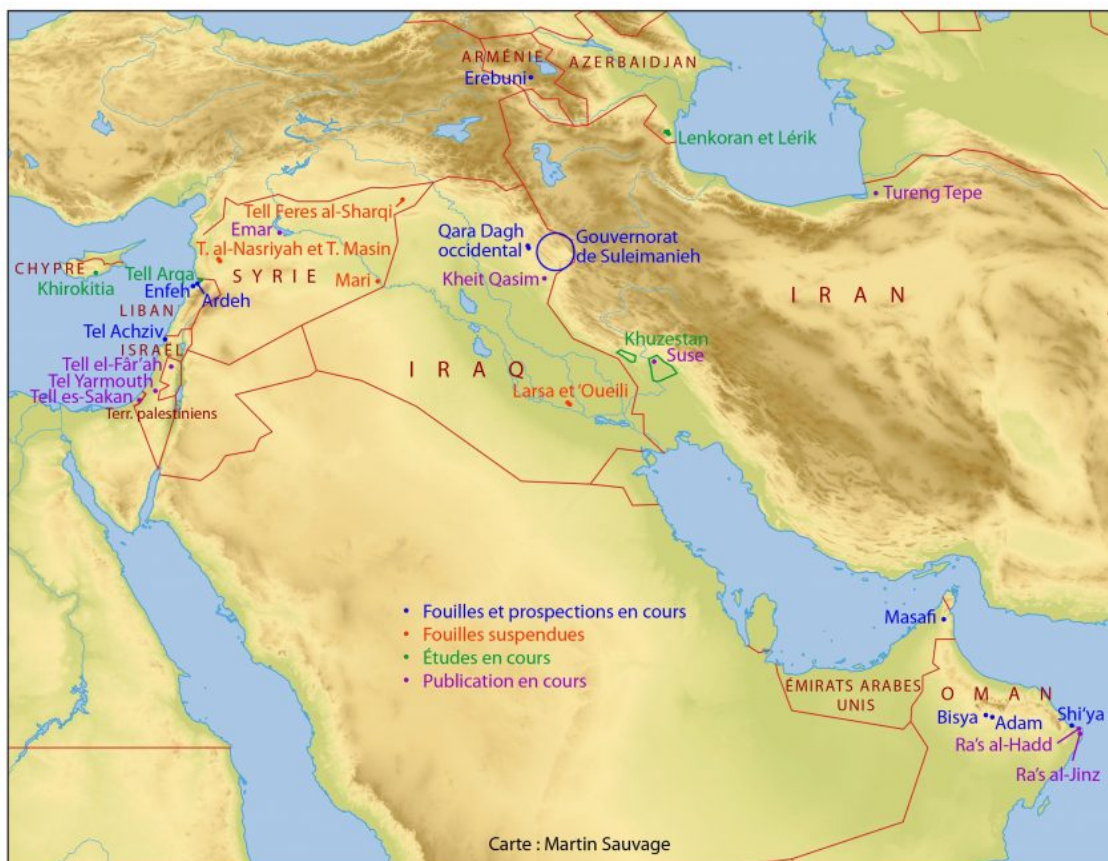 ARMÉNIE
AZERBAIDJAN
Erebuni
Lenkoran et Lérik
Tureng Tepe
Tell Feres al-Sharqi
Emar
T. al-Nasriyah et T. Masin
Qara Dagh
occidental
Gouvernorat
de Suleimanieh
CHYPRE
Khirokitia
Tell Arqa
SYRIE
Mari
Kheit Qasim
Enfeh
Ardeh
LIBAN
IRAN
Tel Achziv
ISRAEL
Tell el-Fâr'ah
Tel Yarmouth
Tell es-Sakan
Terr. palestiniens
IRAQ
Khuzestan
Suse
Larsa et 'Oueili
Fouilles et prospections en cours
Fouilles suspendues
Études en cours
Publication en cours
Masafi
ÉMIRATS ARABES
UNIS
OMAN
Bisya
Adam
Shi'ya
Ra's al-Hadd
Ra's al-Jinz
Carte : Martin Sauvage